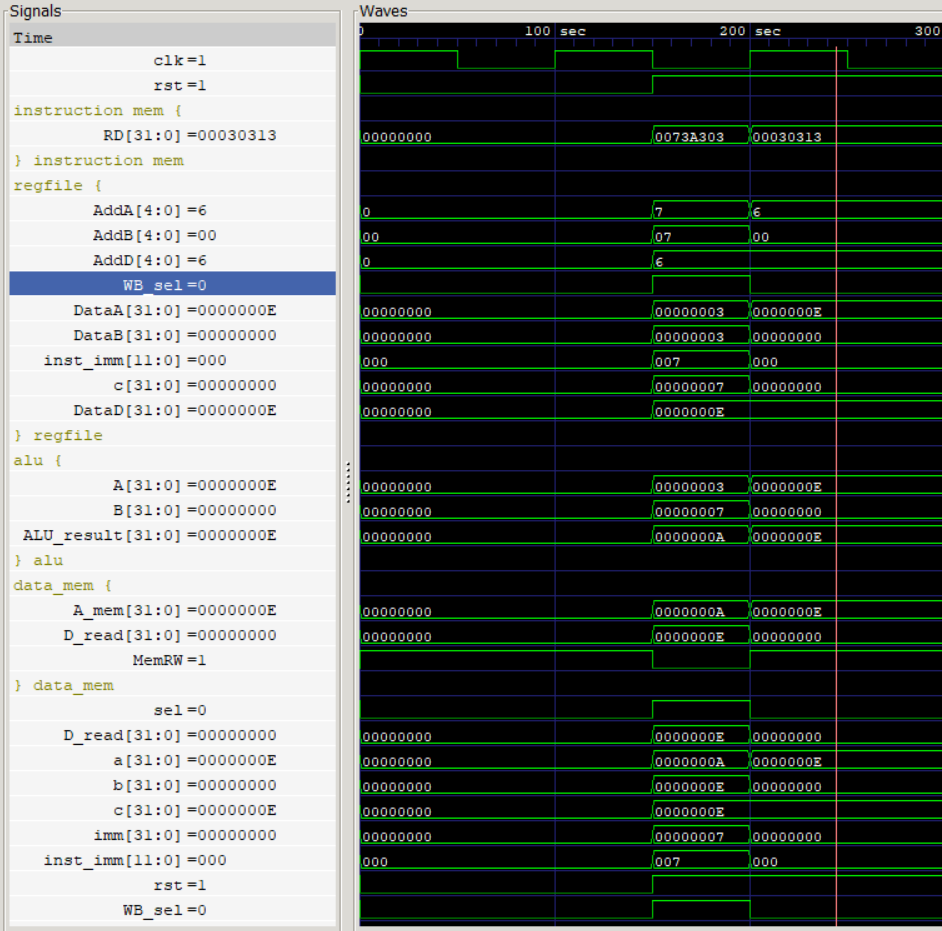 Signals Waves
Time 0 100 sec 200 sec 300
clk =1
rst =1
instruction mem {
RD[31:0] =00030313 00000000 0073A303 00030313
} instruction mem
regfile {
AddA[4:0] =6 0 7 6
AddB[4:0] =00 00 07 00
AddD[4:0] =6 0 6
WB_sel =0
DataA[31:0] =0000000E 00000000 00000003 0000000E
DataB[31:0] =00000000 00000000 00000003 00000000
inst_imm[11:0] =000 000 007 000
c[31:0] =00000000 00000000 00000007 00000000
DataD[31:0] =0000000E 00000000 0000000E
} regfile
alu {
A[31:0] =0000000E 00000000 00000003 0000000E
B[31:0] =00000000 00000000 00000007 00000000
ALU_result[31:0] =0000000E 00000000 0000000A 0000000E
} alu
data_mem {
A_mem[31:0] =0000000E 00000000 0000000A 0000000E
D_read[31:0] =00000000 00000000 0000000E 00000000
MemRW =1
} data_mem
sel =0
D_read[31:0] =00000000 00000000 0000000E 00000000
a[31:0] =0000000E 00000000 0000000A 0000000E
b[31:0] =00000000 00000000 0000000E 00000000
c[31:0] =0000000E 00000000 0000000E
imm[31:0] =00000000 00000000 00000007 00000000
inst_imm[11:0] =000 000 007 000
rst =1
WB_sel =0